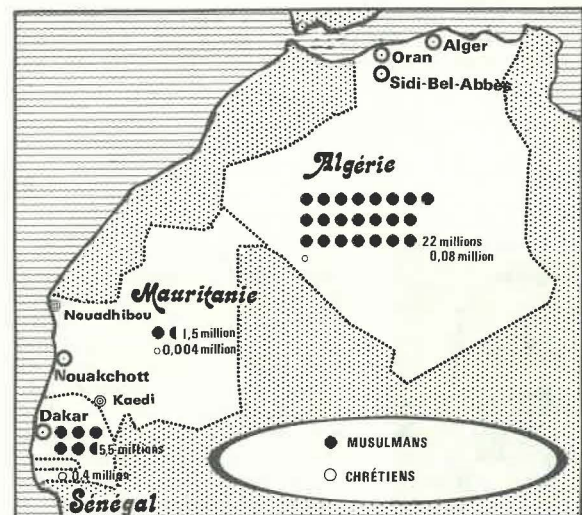 Alger
Oran
Sidi-Bel-Abbès
Algérie
22 millions
0,08 million
Mauritanie
Nouadhibou
1,5 million
0,004 million
Nouakchott
Kaedi
Dakar
5,5 millions
0,4 million
Sénégal
MUSULMANS
CHRÉTIENS